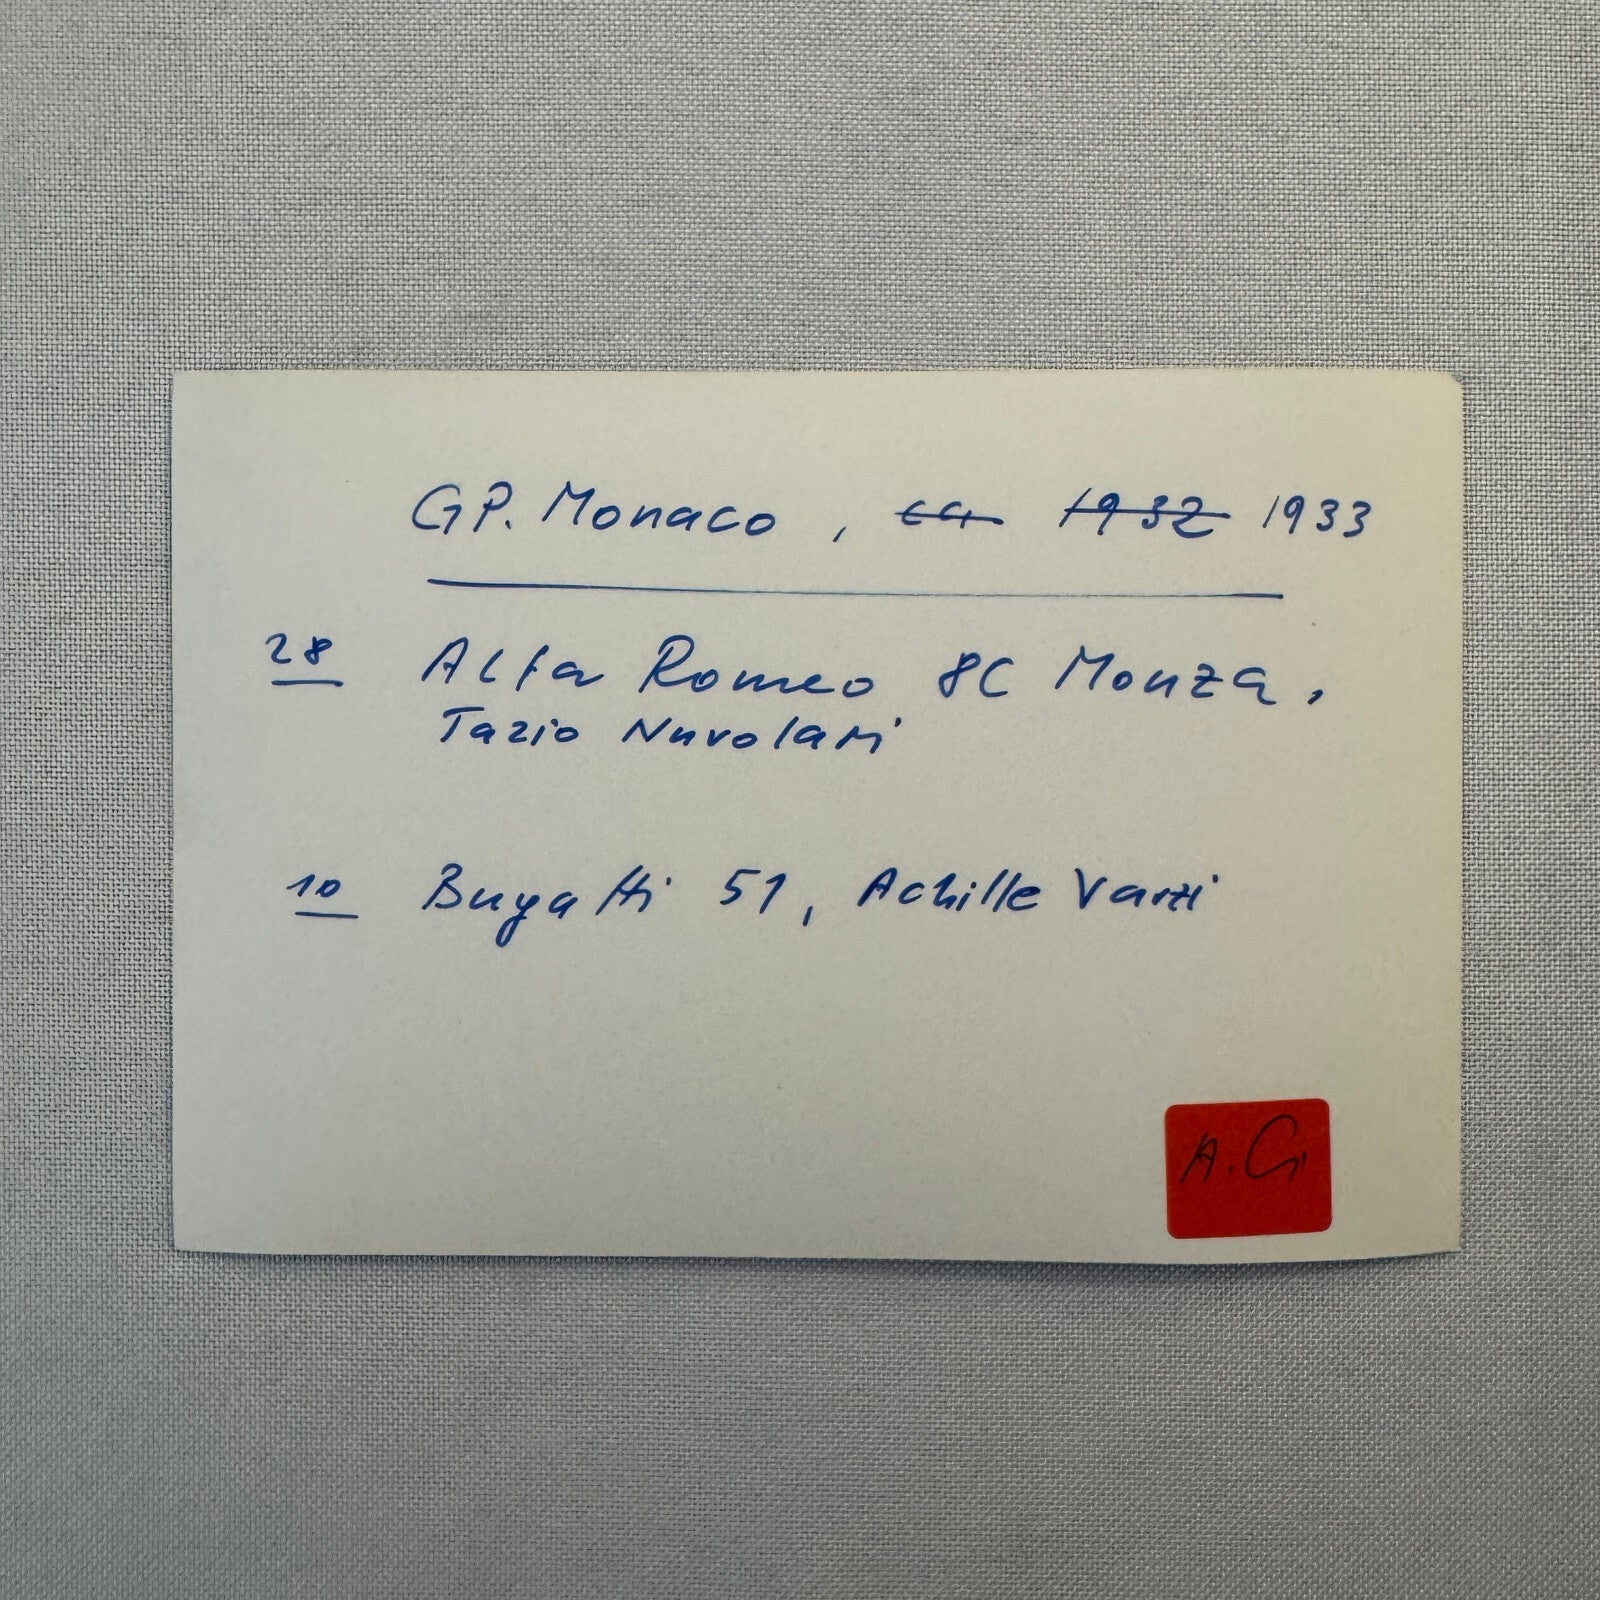 GP. Monaco, ca 1932 1933
28 Alfa Romeo 8C Monza,
Tazio Nuvolari
10 Bugatti 51, Achille Varzi
A.G